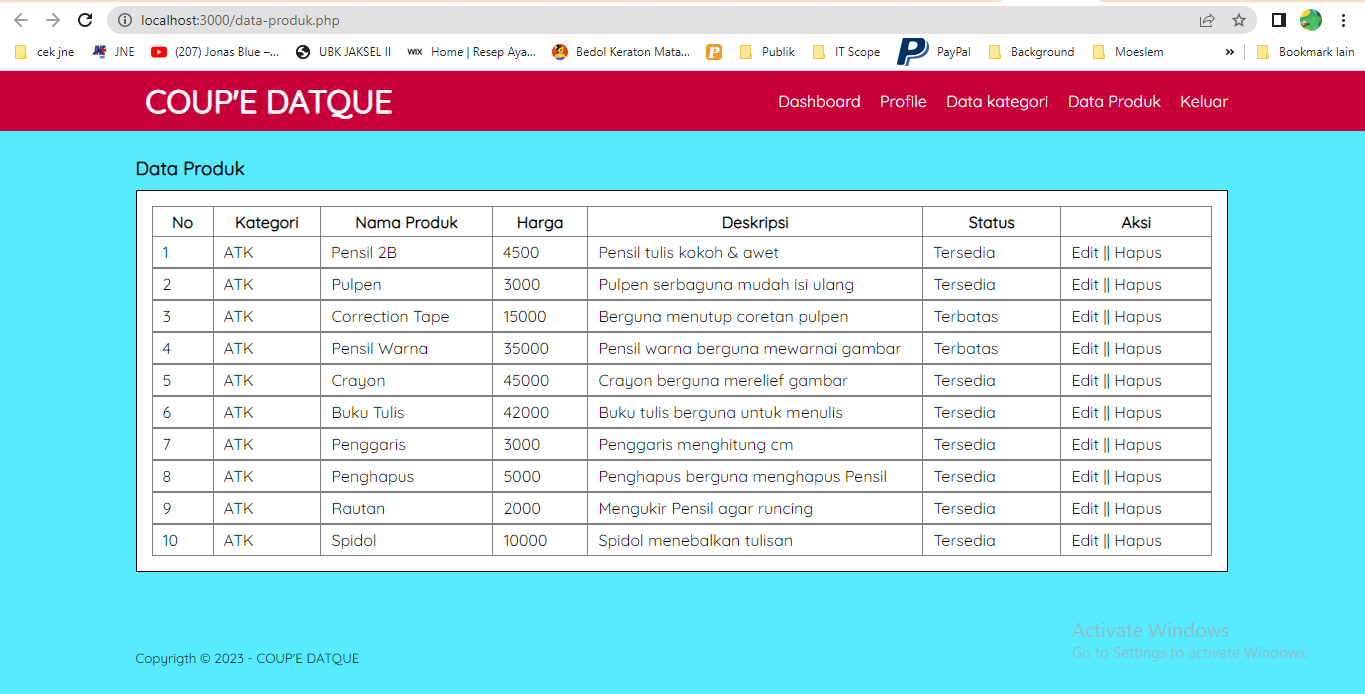 localhost:3000/data-produk.php
cek jne JNE (207) Jonas Blue –... UBK JAKSEL II WIX Home | Resep Aya... Bedol Keraton Mata... Publik IT Scope PayPal Background Moeslem » Bookmark lain
COUP'E DATQUE Dashboard Profile Data kategori Data Produk Keluar
Data Produk
No Kategori Nama Produk Harga Deskripsi Status Aksi
1 ATK Pensil 2B 4500 Pensil tulis kokoh & awet Tersedia Edit || Hapus
2 ATK Pulpen 3000 Pulpen serbaguna mudah isi ulang Tersedia Edit || Hapus
3 ATK Correction Tape 15000 Berguna menutup coretan pulpen Terbatas Edit || Hapus
4 ATK Pensil Warna 35000 Pensil warna berguna mewarnai gambar Terbatas Edit || Hapus
5 ATK Crayon 45000 Crayon berguna merelief gambar Tersedia Edit || Hapus
6 ATK Buku Tulis 42000 Buku tulis berguna untuk menulis Tersedia Edit || Hapus
7 ATK Penggaris 3000 Penggaris menghitung cm Tersedia Edit || Hapus
8 ATK Penghapus 5000 Penghapus berguna menghapus Pensil Tersedia Edit || Hapus
9 ATK Rautan 2000 Mengukir Pensil agar runcing Tersedia Edit || Hapus
10 ATK Spidol 10000 Spidol menebalkan tulisan Tersedia Edit || Hapus
Activate Windows
Go to Settings to activate Windows.
Copyrigth © 2023 - COUP'E DATQUE